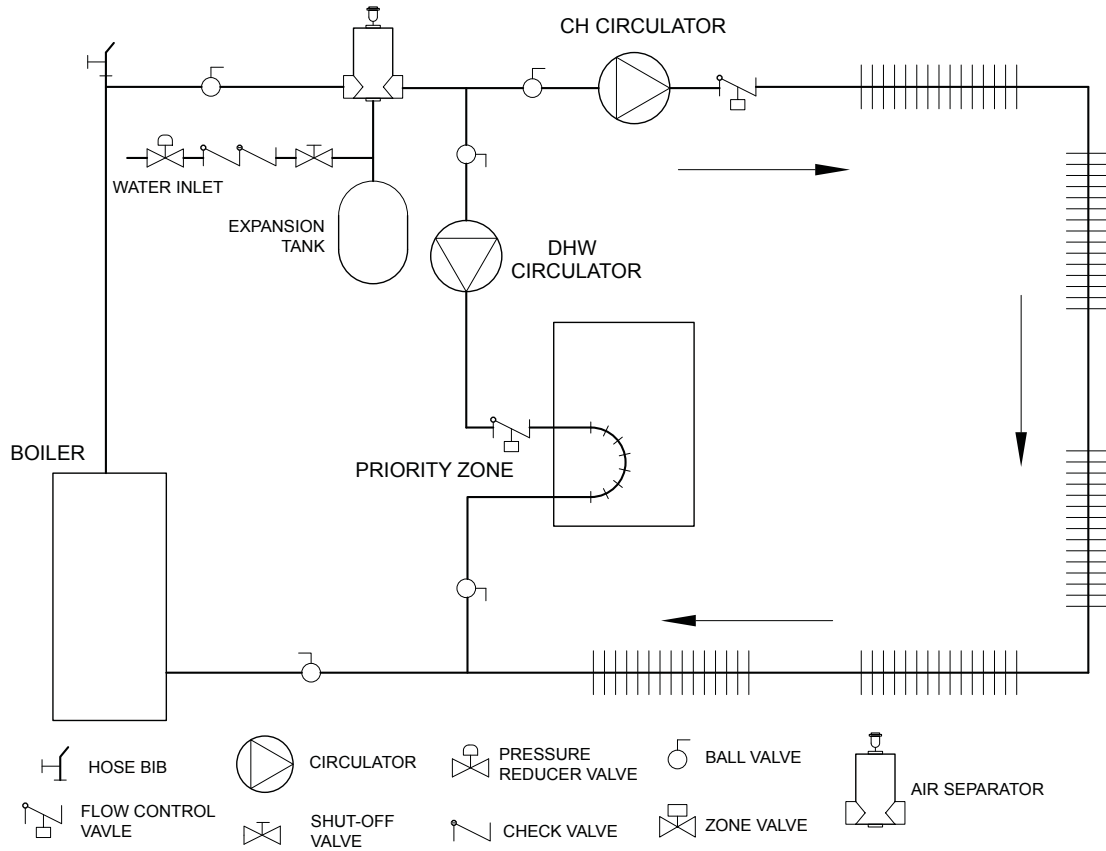 CH CIRCULATOR
WATER INLET
EXPANSION
TANK
DHW
CIRCULATOR
BOILER
PRIORITY ZONE
HOSE BIB
CIRCULATOR
PRESSURE
REDUCER VALVE
BALL VALVE
AIR SEPARATOR
FLOW CONTROL
VAVLE
SHUT-OFF
VALVE
CHECK VALVE
ZONE VALVE